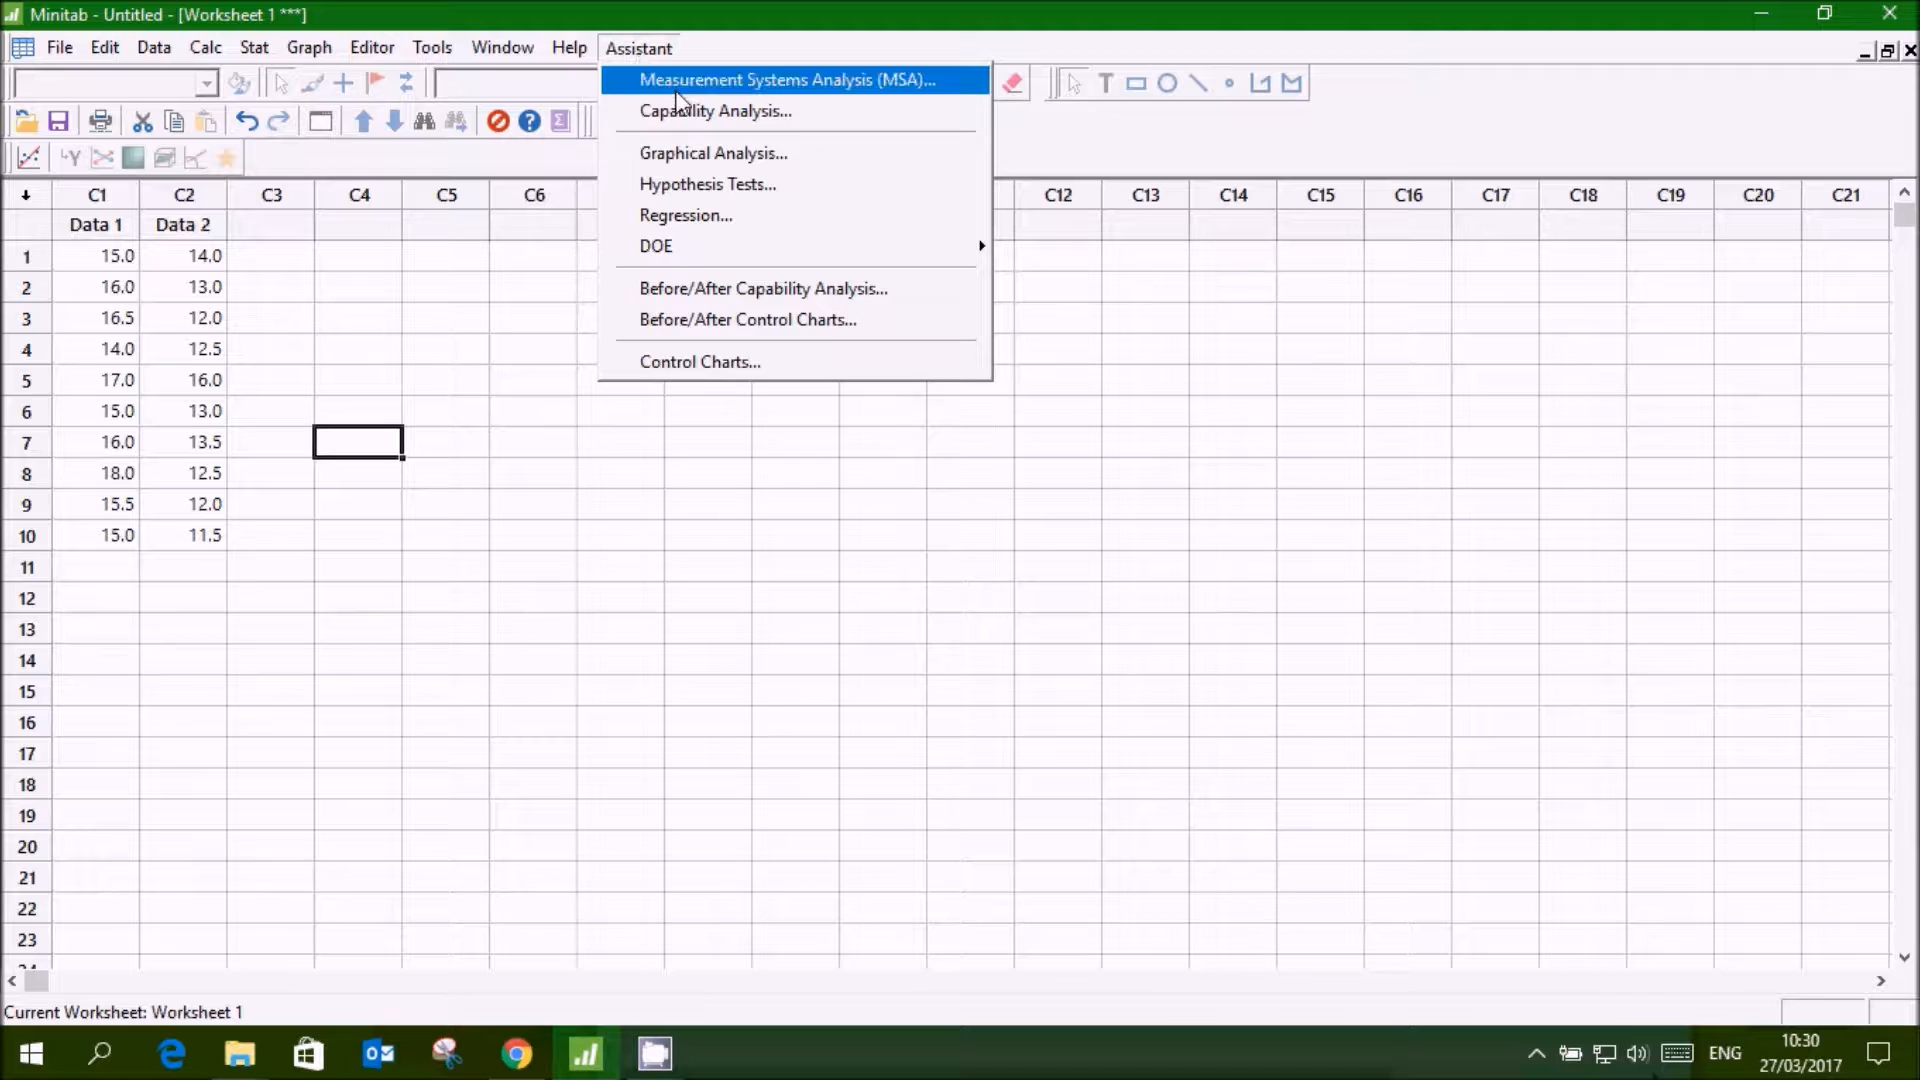 Minitab - Untitled - [Worksheet 1 ***]
File Edit Data Calc Stat Graph Editor Tools Window Help Assistant
Measurement Systems Analysis (MSA)...
Capability Analysis...
Graphical Analysis...
Hypothesis Tests...
Regression...
DOE
Before/After Capability Analysis...
Before/After Control Charts...
Control Charts...
C1 C2 C3 C4 C5 C6 C12 C13 C14 C15 C16 C17 C18 C19 C20 C21
Data 1 Data 2
1 15.0 14.0
2 16.0 13.0
3 16.5 12.0
4 14.0 12.5
5 17.0 16.0
6 15.0 13.0
7 16.0 13.5
8 18.0 12.5
9 15.5 12.0
10 15.0 11.5
11
12
13
14
15
16
17
18
19
20
21
22
23
Current Worksheet: Worksheet 1
ENG
10:30
27/03/2017